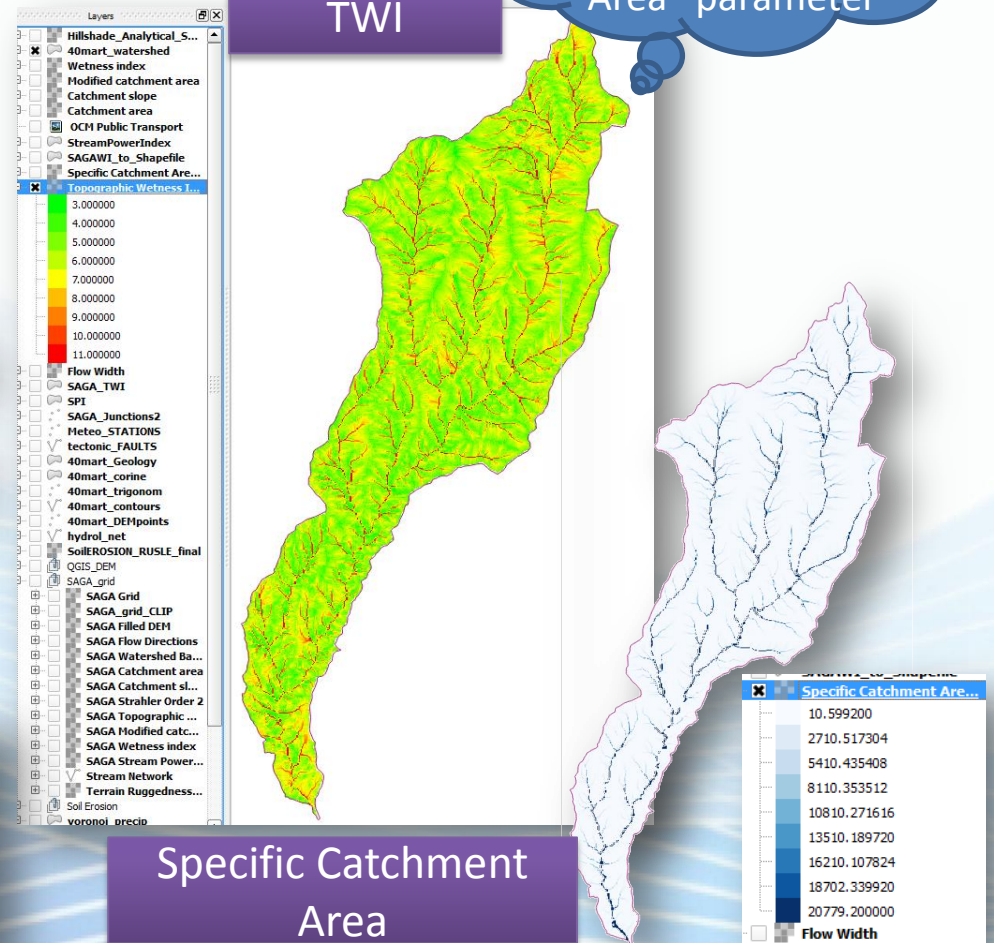 TWI
Area" parameter
Layers
Hillshade_Analytical_S...
40mart_watershed
Wetness index
Modified catchment area
Catchment slope
Catchment area
OCM Public Transport
StreamPowerIndex
SAGAWI_to_Shapefile
Specific Catchment Are...
Topographic Wetness I...
3.000000
4.000000
5.000000
6.000000
7.000000
8.000000
9.000000
10.000000
11.000000
Flow Width
SAGA_TWI
SPI
SAGA_Junctions2
Meteo_STATIONS
tectonic_FAULTS
40mart_Geology
40mart_corine
40mart_trigonom
40mart_contours
40mart_DEMpoints
hydrol_net
SoilEROSION_RUSLE_final
QGIS_DEM
SAGA_grid
SAGA Grid
SAGA_grid_CLIP
SAGA Filled DEM
SAGA Flow Directions
SAGA Watershed Ba...
SAGA Catchment area
SAGA Catchment sl...
SAGA Strahler Order 2
SAGA Topographic ...
SAGA Modified catc...
SAGA Wetness index
SAGA Stream Power...
Stream Network
Terrain Ruggedness...
Soil Erosion
voronoi_precip
Specific Catchment
Area
SAGAWI_to_Shapefile
Specific Catchment Are...
10.599200
2710.517304
5410.435408
8110.353512
10810.271616
13510.189720
16210.107824
18702.339920
20779.200000
Flow Width